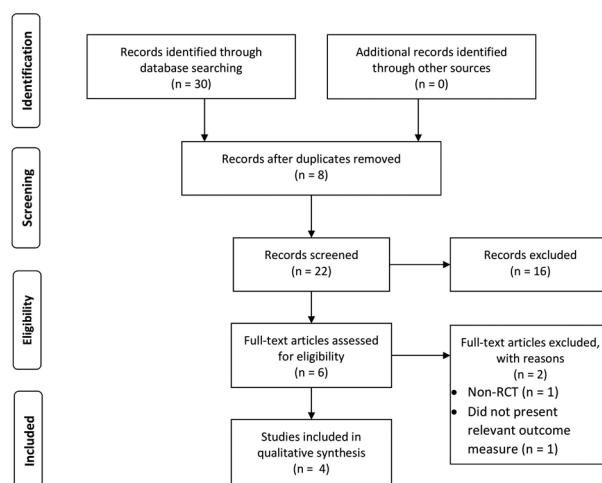 Identification
Records identified through
database searching
(n = 30)
Additional records identified
through other sources
(n = 0)
Records after duplicates removed
(n = 8)
Screening
Records screened
(n = 22)
Records excluded
(n = 16)
Eligibility
Full-text articles assessed
for eligibility
(n = 6)
Full-text articles excluded,
with reasons
(n = 2)
• Non-RCT (n = 1)
• Did not present
relevant outcome
measure (n = 1)
Included
Studies included in
qualitative synthesis
(n = 4)